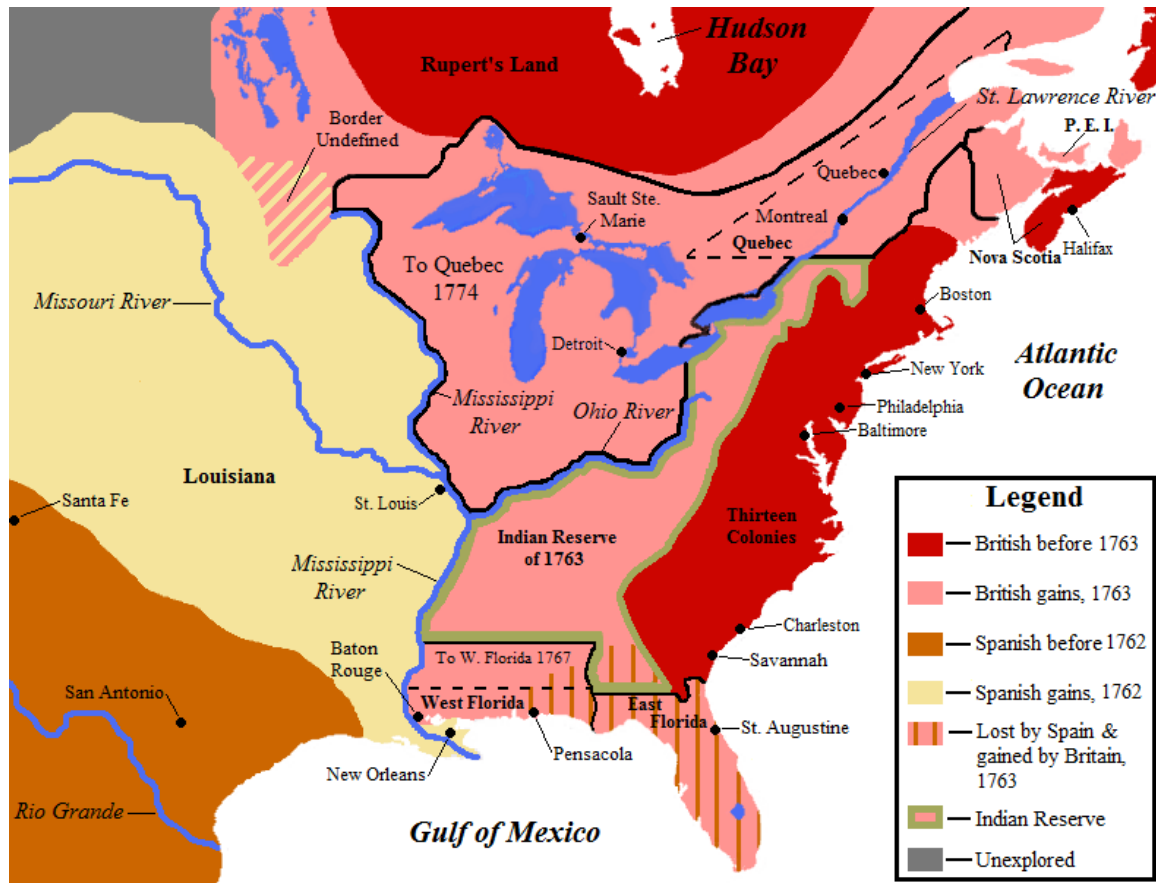 Hudson
Bay
Rupert's Land
St. Lawrence River
P. E. I.
Border
Undefined
Quebec
Sault Ste.
Marie
Montreal
Quebec
Halifax
Nova Scotia
To Quebec
1774
Missouri River
Boston
Detroit
Atlantic
Ocean
New York
Mississippi
River
Ohio River
Philadelphia
Baltimore
Louisiana
Santa Fe
St. Louis
Thirteen
Colonies
Indian Reserve
of 1763
Mississippi
River
Charleston
Baton
Rouge
To W. Florida 1767
Savannah
San Antonio
West Florida
East
Florida
St. Augustine
Pensacola
New Orleans
Rio Grande
Gulf of Mexico
Legend
British before 1763
British gains, 1763
Spanish before 1762
Spanish gains, 1762
Lost by Spain &
gained by Britain,
1763
Indian Reserve
Unexplored